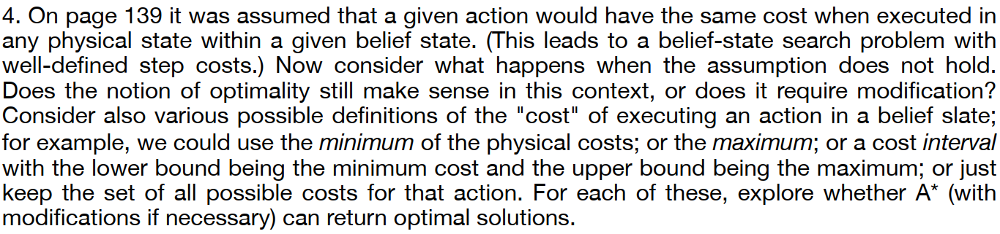 4. On page 139 it was assumed that a given action would have the same cost when executed in
any physical state within a given belief state. (This leads to a belief-state search problem with
well-defined step costs.) Now consider what happens when the assumption does not hold.
Does the notion of optimality still make sense in this context, or does it require modification?
Consider also various possible definitions of the "cost" of executing an action in a belief slate;
for example, we could use the minimum of the physical costs; or the maximum; or a cost interval
with the lower bound being the minimum cost and the upper bound being the maximum; or just
keep the set of all possible costs for that action. For each of these, explore whether A* (with
modifications if necessary) can return optimal solutions.